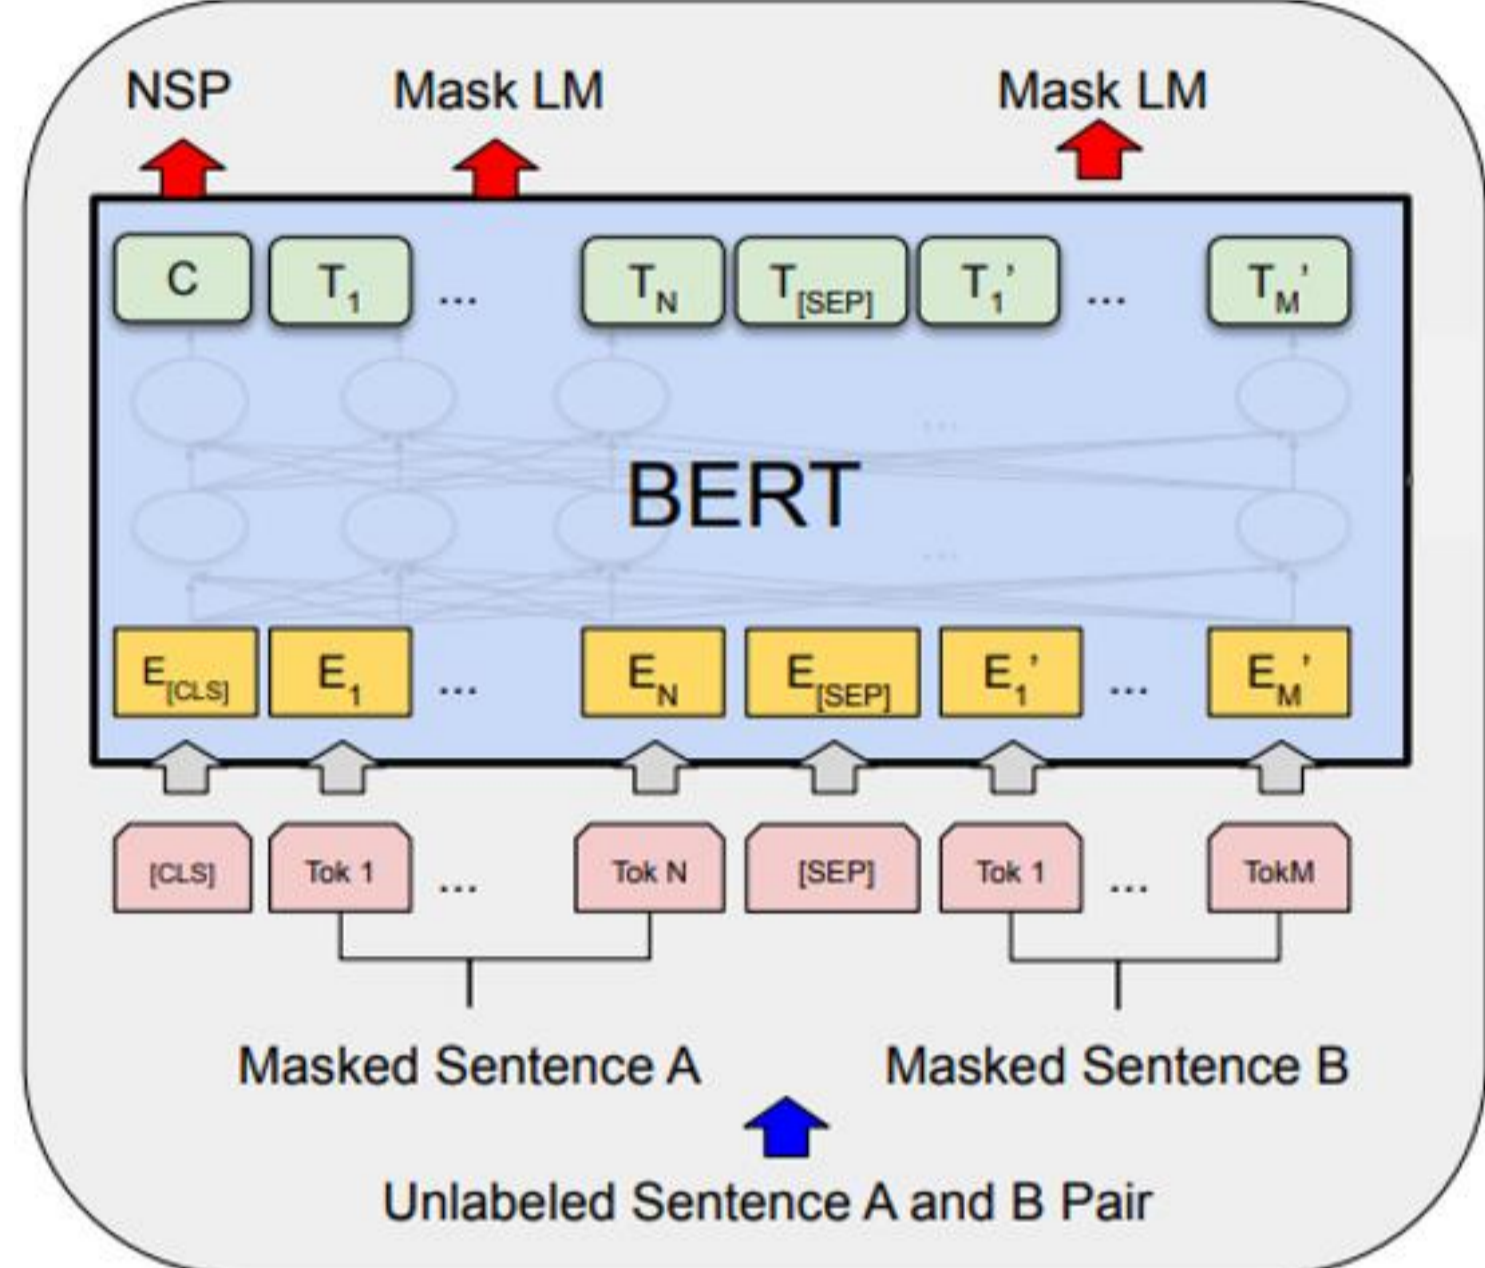 NSP Mask LM Mask LM
C T1 ... TN T[SEP] T1' ... TM'
...
BERT
...
E[CLS] E1 ... EN E[SEP] E1' ... EM'
[CLS] Tok 1 ... Tok N [SEP] Tok 1 ... TokM
Masked Sentence A Masked Sentence B
Unlabeled Sentence A and B Pair